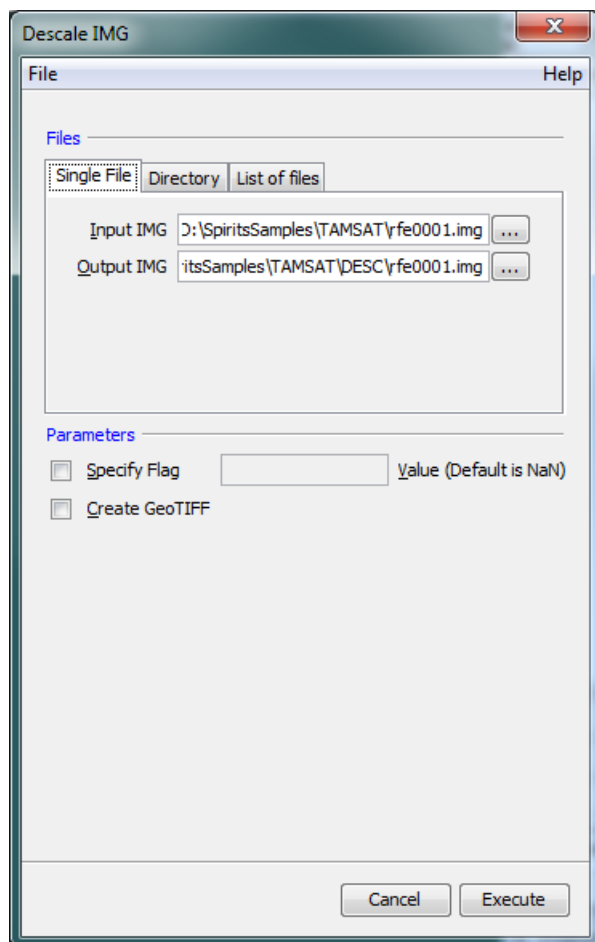 Descale IMG
File Help
Files
Single File Directory List of files
Input IMG D:\SpiritsSamples\TAMSAT\rfe0001.img ...
Output IMG ritsSamples\TAMSAT\DESC\rfe0001.img ...
Parameters
Specify Flag Value (Default is NaN)
Create GeoTIFF
Cancel Execute